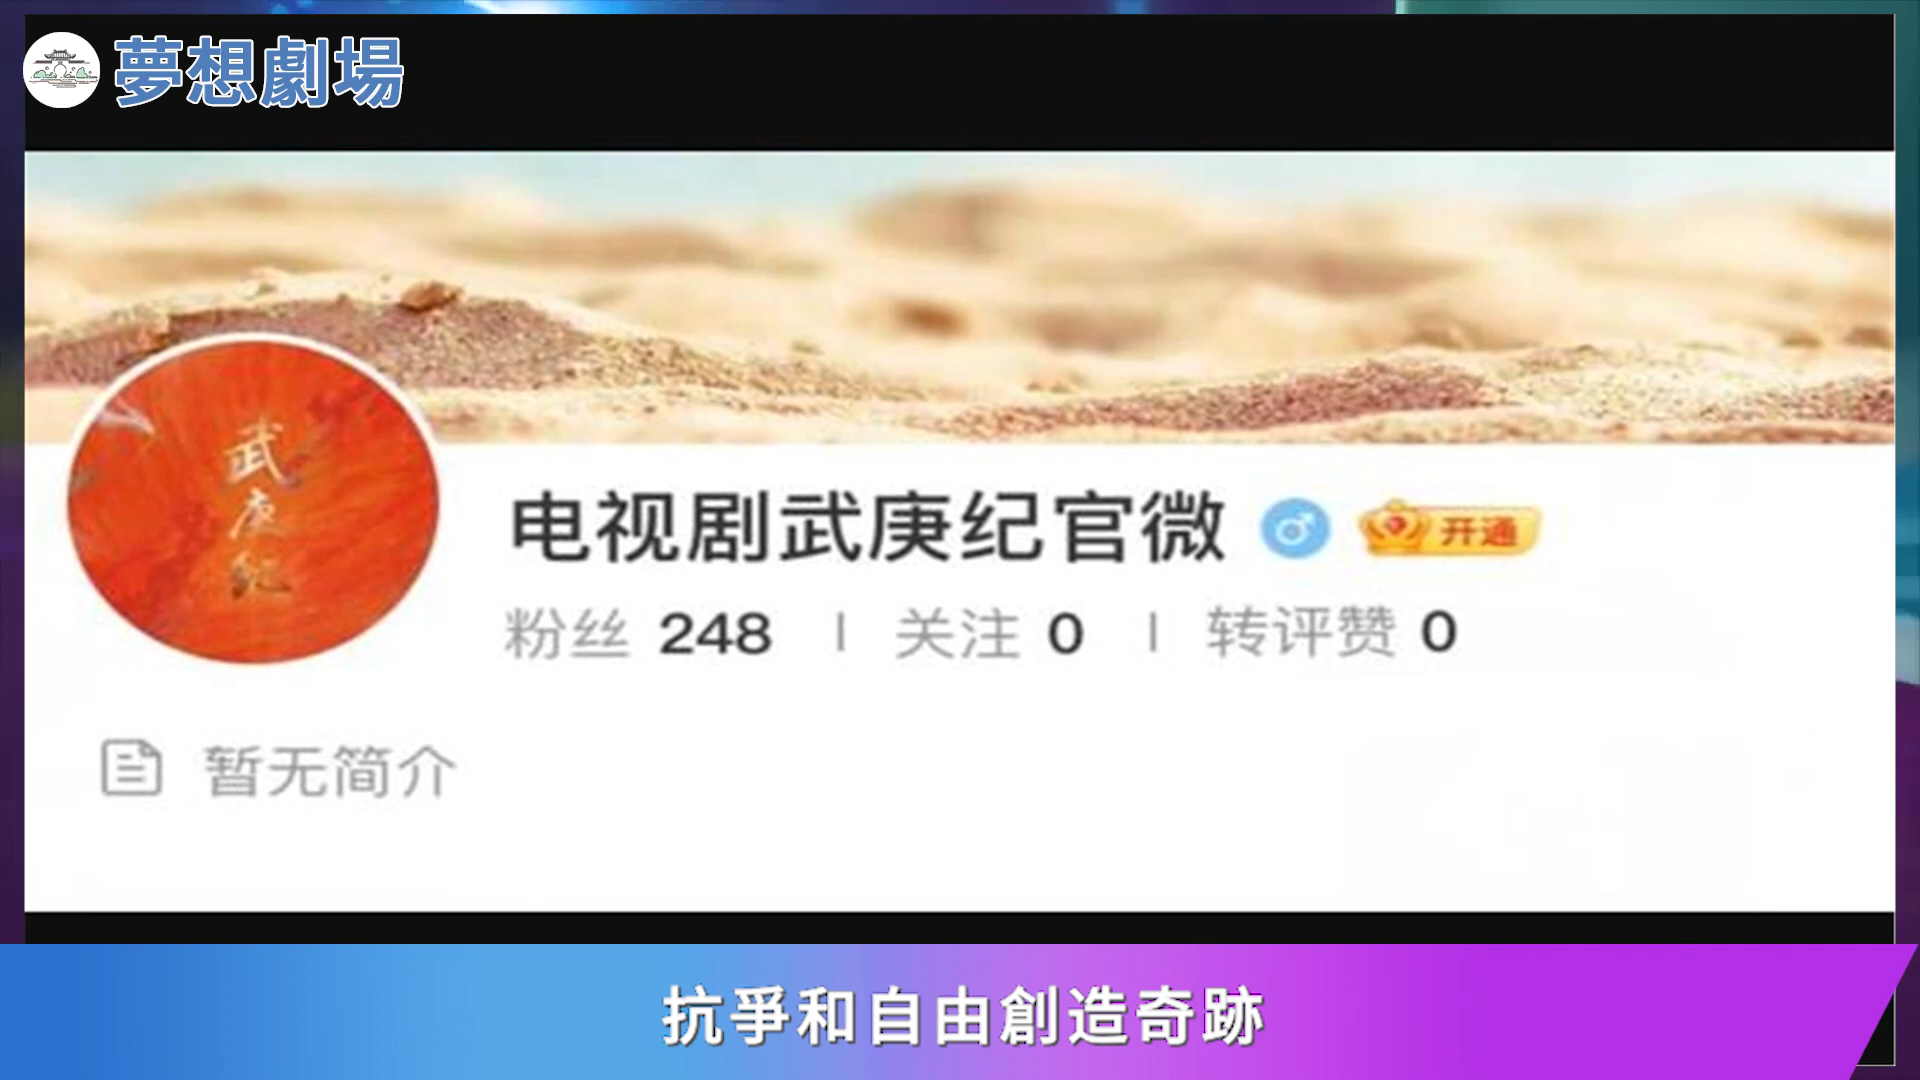 夢想劇場
武庚纪
电视剧武庚纪官微 开通
粉丝 248 | 关注 0 | 转评赞 0
暂无简介
抗爭和自由創造奇跡